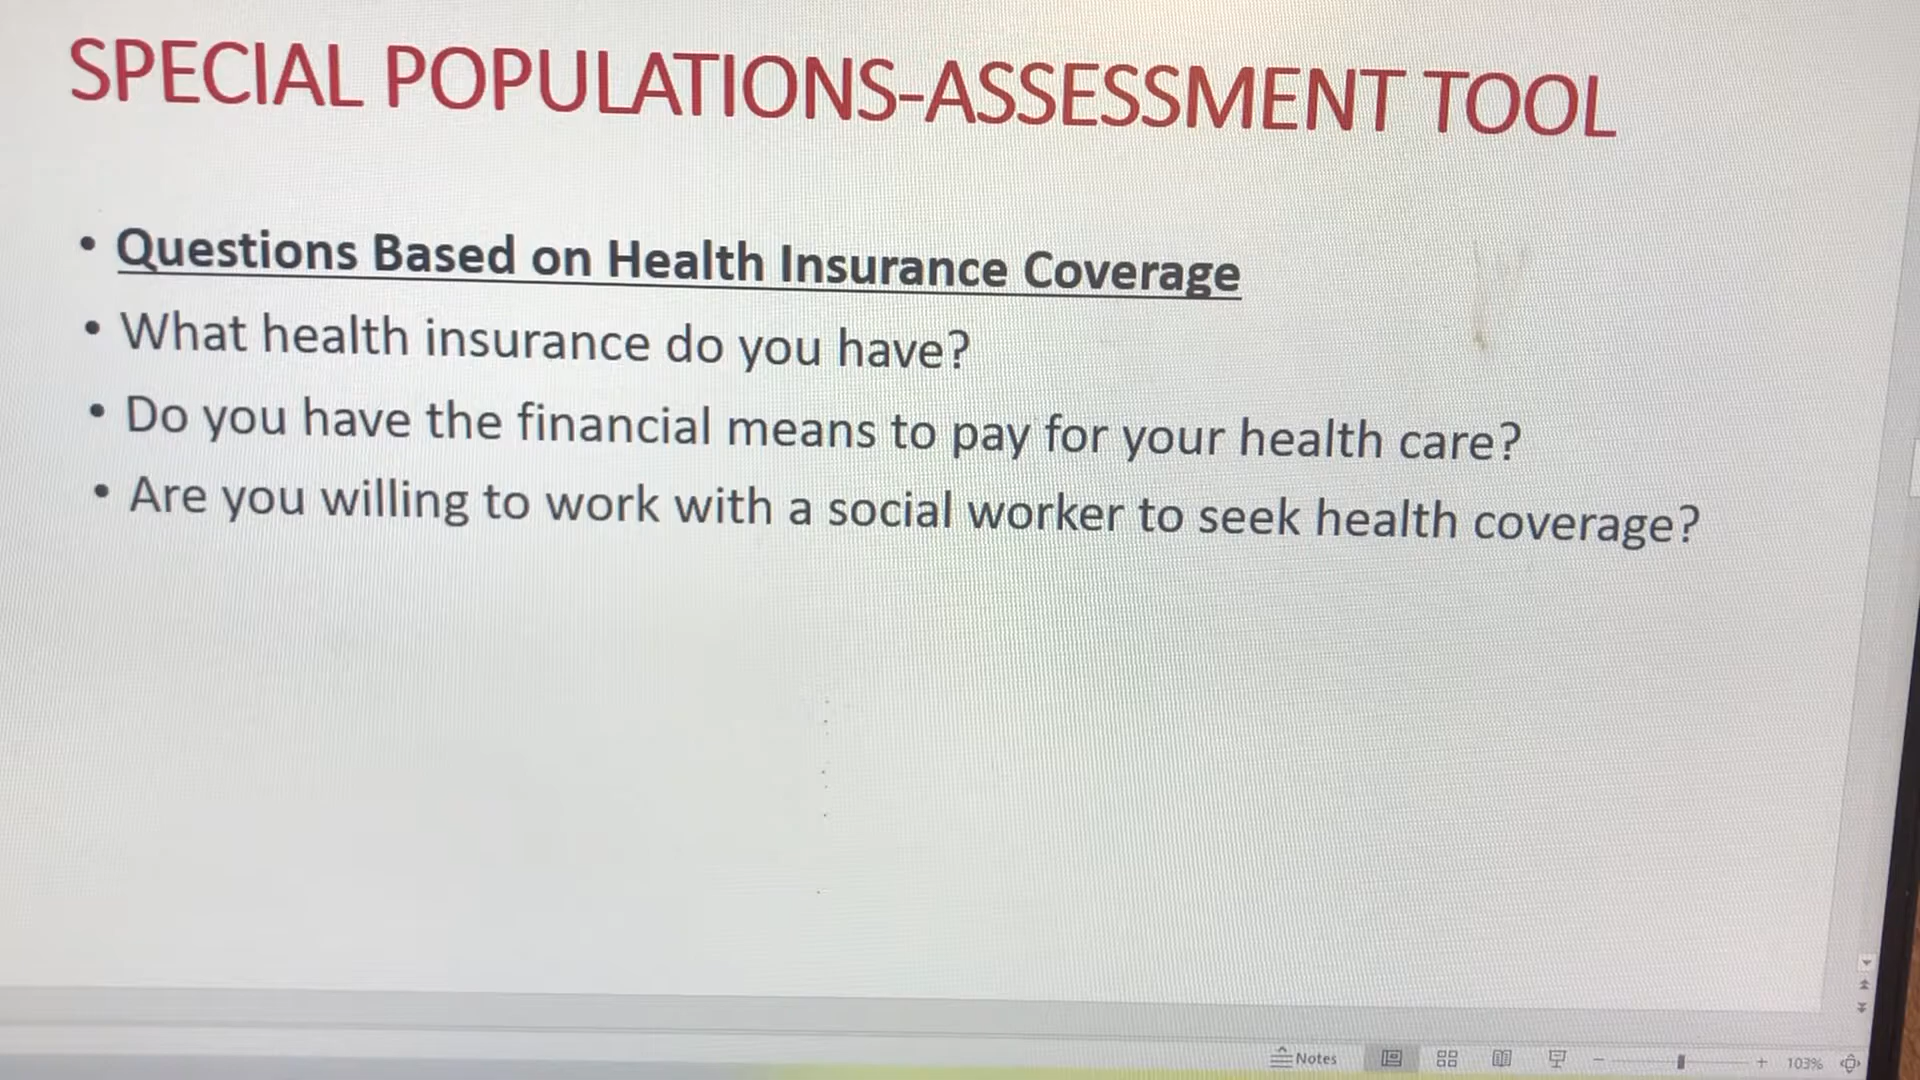 SPECIAL POPULATIONS-ASSESSMENT TOOL
• Questions Based on Health Insurance Coverage
• What health insurance do you have?
• Do you have the financial means to pay for your health care?
• Are you willing to work with a social worker to seek health coverage?
Notes
103%